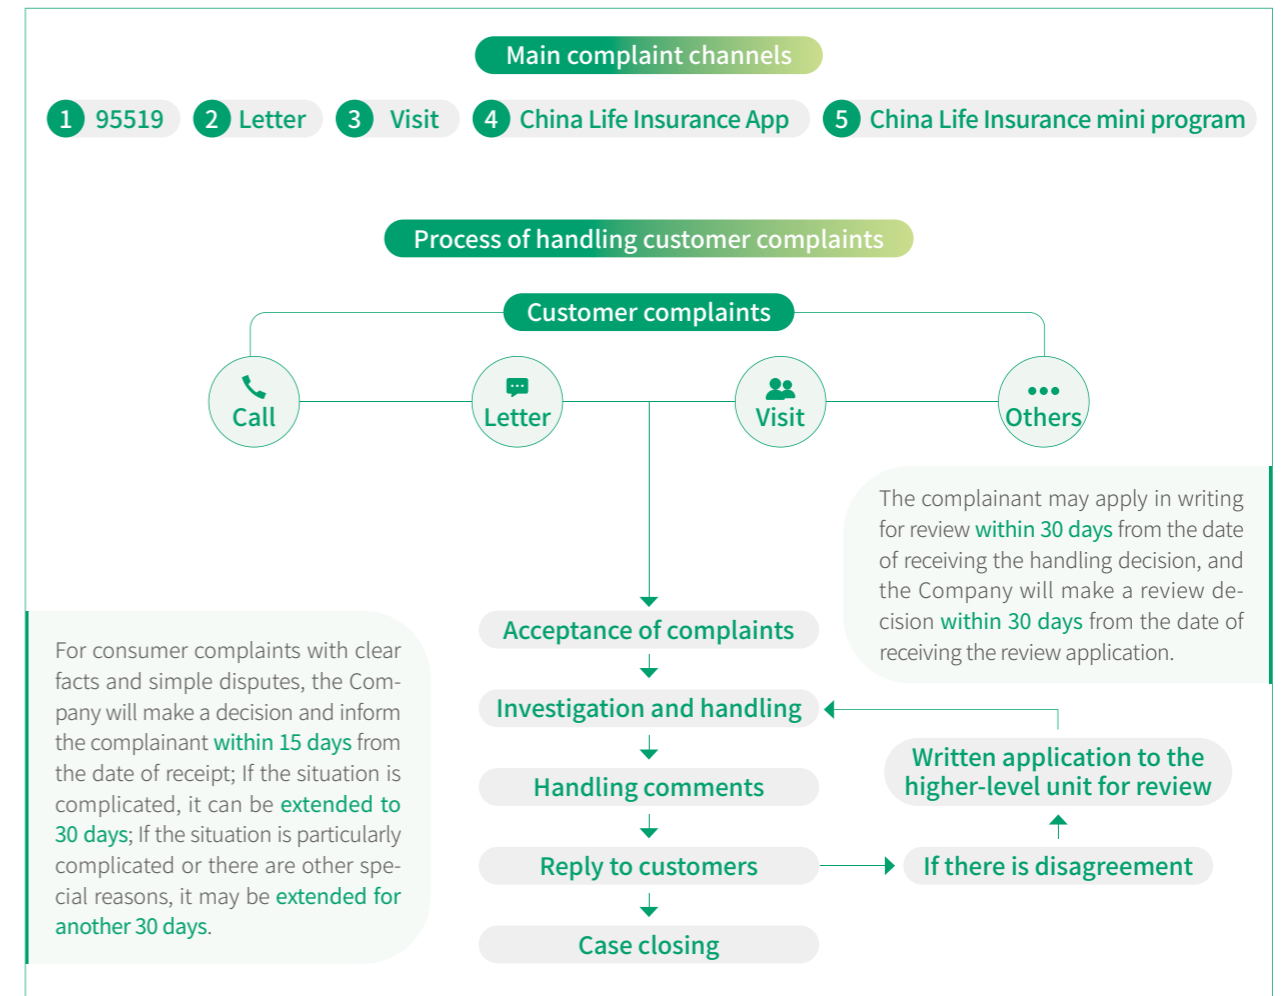 Main complaint channels
1 95519 2 Letter 3 Visit 4 China Life Insurance App 5 China Life Insurance mini program
Process of handling customer complaints
Customer complaints
Call
Letter
Visit
Others
The complainant may apply in writing
for review within 30 days from the date
of receiving the handling decision, and
the Company will make a review de-
cision within 30 days from the date of
receiving the review application.
For consumer complaints with clear
facts and simple disputes, the Com-
pany will make a decision and inform
the complainant within 15 days from
the date of receipt; If the situation is
complicated, it can be extended to
30 days; If the situation is particularly
complicated or there are other spe-
cial reasons, it may be extended for
another 30 days.
Acceptance of complaints
Investigation and handling
Handling comments
Reply to customers
Case closing
If there is disagreement
Written application to the
higher-level unit for review